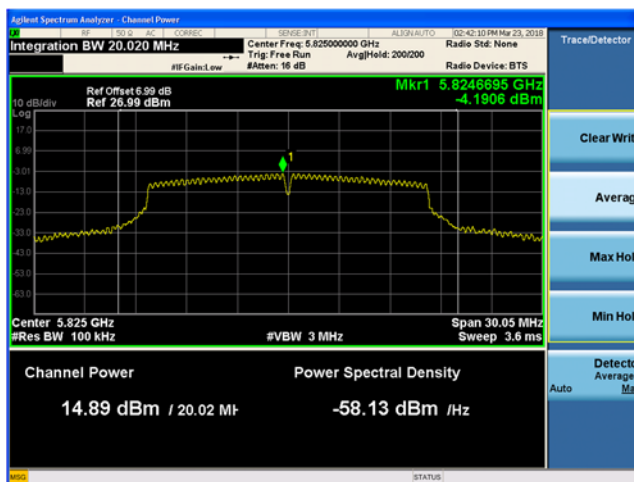 Agilent Spectrum Analyzer - Channel Power
RF 50 Ω AC CORREC SENSE:INT ALIGN AUTO 02:42:10 PM Mar 23, 2018
Integration BW 20.020 MHz
Center Freq: 5.825000000 GHz
Radio Std: None
Trig: Free Run Avg|Hold: 200/200
#IFGain:Low #Atten: 16 dB
Radio Device: BTS
Trace/Detector
Mkr1 5.8246695 GHz
-4.1906 dBm
Ref Offset 6.99 dB
10 dB/div Ref 26.99 dBm
Log
17.0
6.99
-3.01
-13.0
-23.0
-33.0
-43.0
-53.0
-63.0
1
Center 5.825 GHz Span 30.05 MHz
#Res BW 100 kHz #VBW 3 MHz Sweep 3.6 ms
Channel Power
Power Spectral Density
14.89 dBm / 20.02 MH
-58.13 dBm /Hz
Clear Writ
Averag
Max Hol
Min Hol
Detecto
Average
Auto Ma
MSG
STATUS